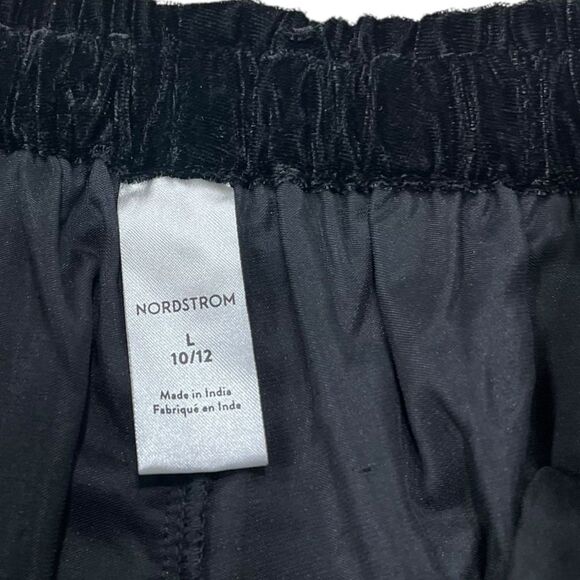 NORDSTROM
L
10/12
Made in India
Fabriqué en Inde